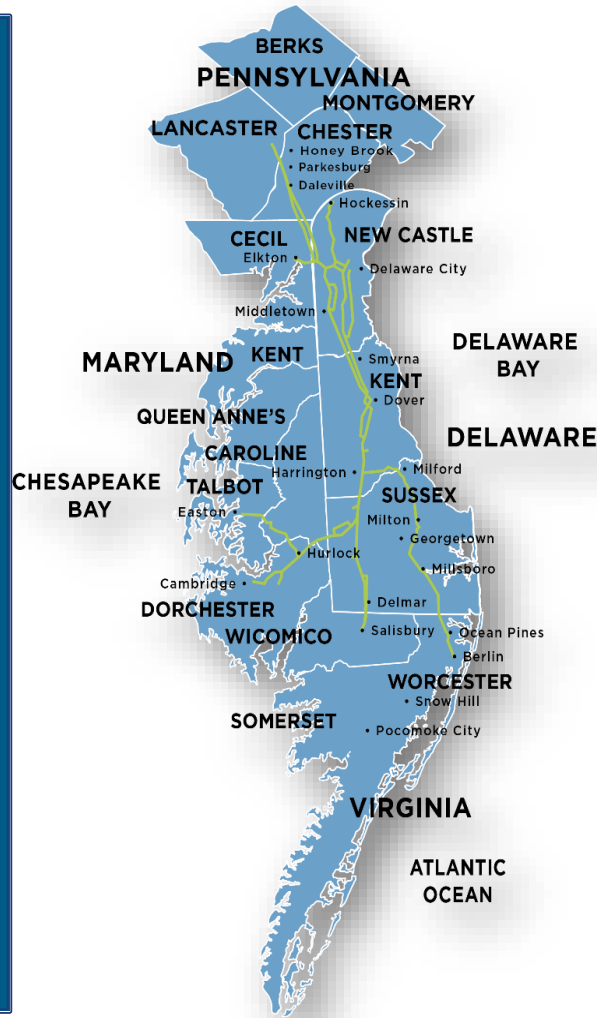 BERKS
PENNSYLVANIA
MONTGOMERY
LANCASTER
CHESTER
Honey Brook
Parkesburg
Daleville
Hockessin
CECIL
NEW CASTLE
Elkton
Delaware City
Middletown
DELAWARE
BAY
MARYLAND
KENT
Smyrna
KENT
Dover
QUEEN ANNE'S
DELAWARE
CAROLINE
Harrington
Milford
CHESAPEAKE
BAY
TALBOT
SUSSEX
Easton
Milton
Georgetown
Hurlock
Millsboro
Cambridge
DORCHESTER
Delmar
WICOMICO
Salisbury
Ocean Pines
Berlin
WORCESTER
Snow Hill
SOMERSET
Pocomoke City
VIRGINIA
ATLANTIC
OCEAN